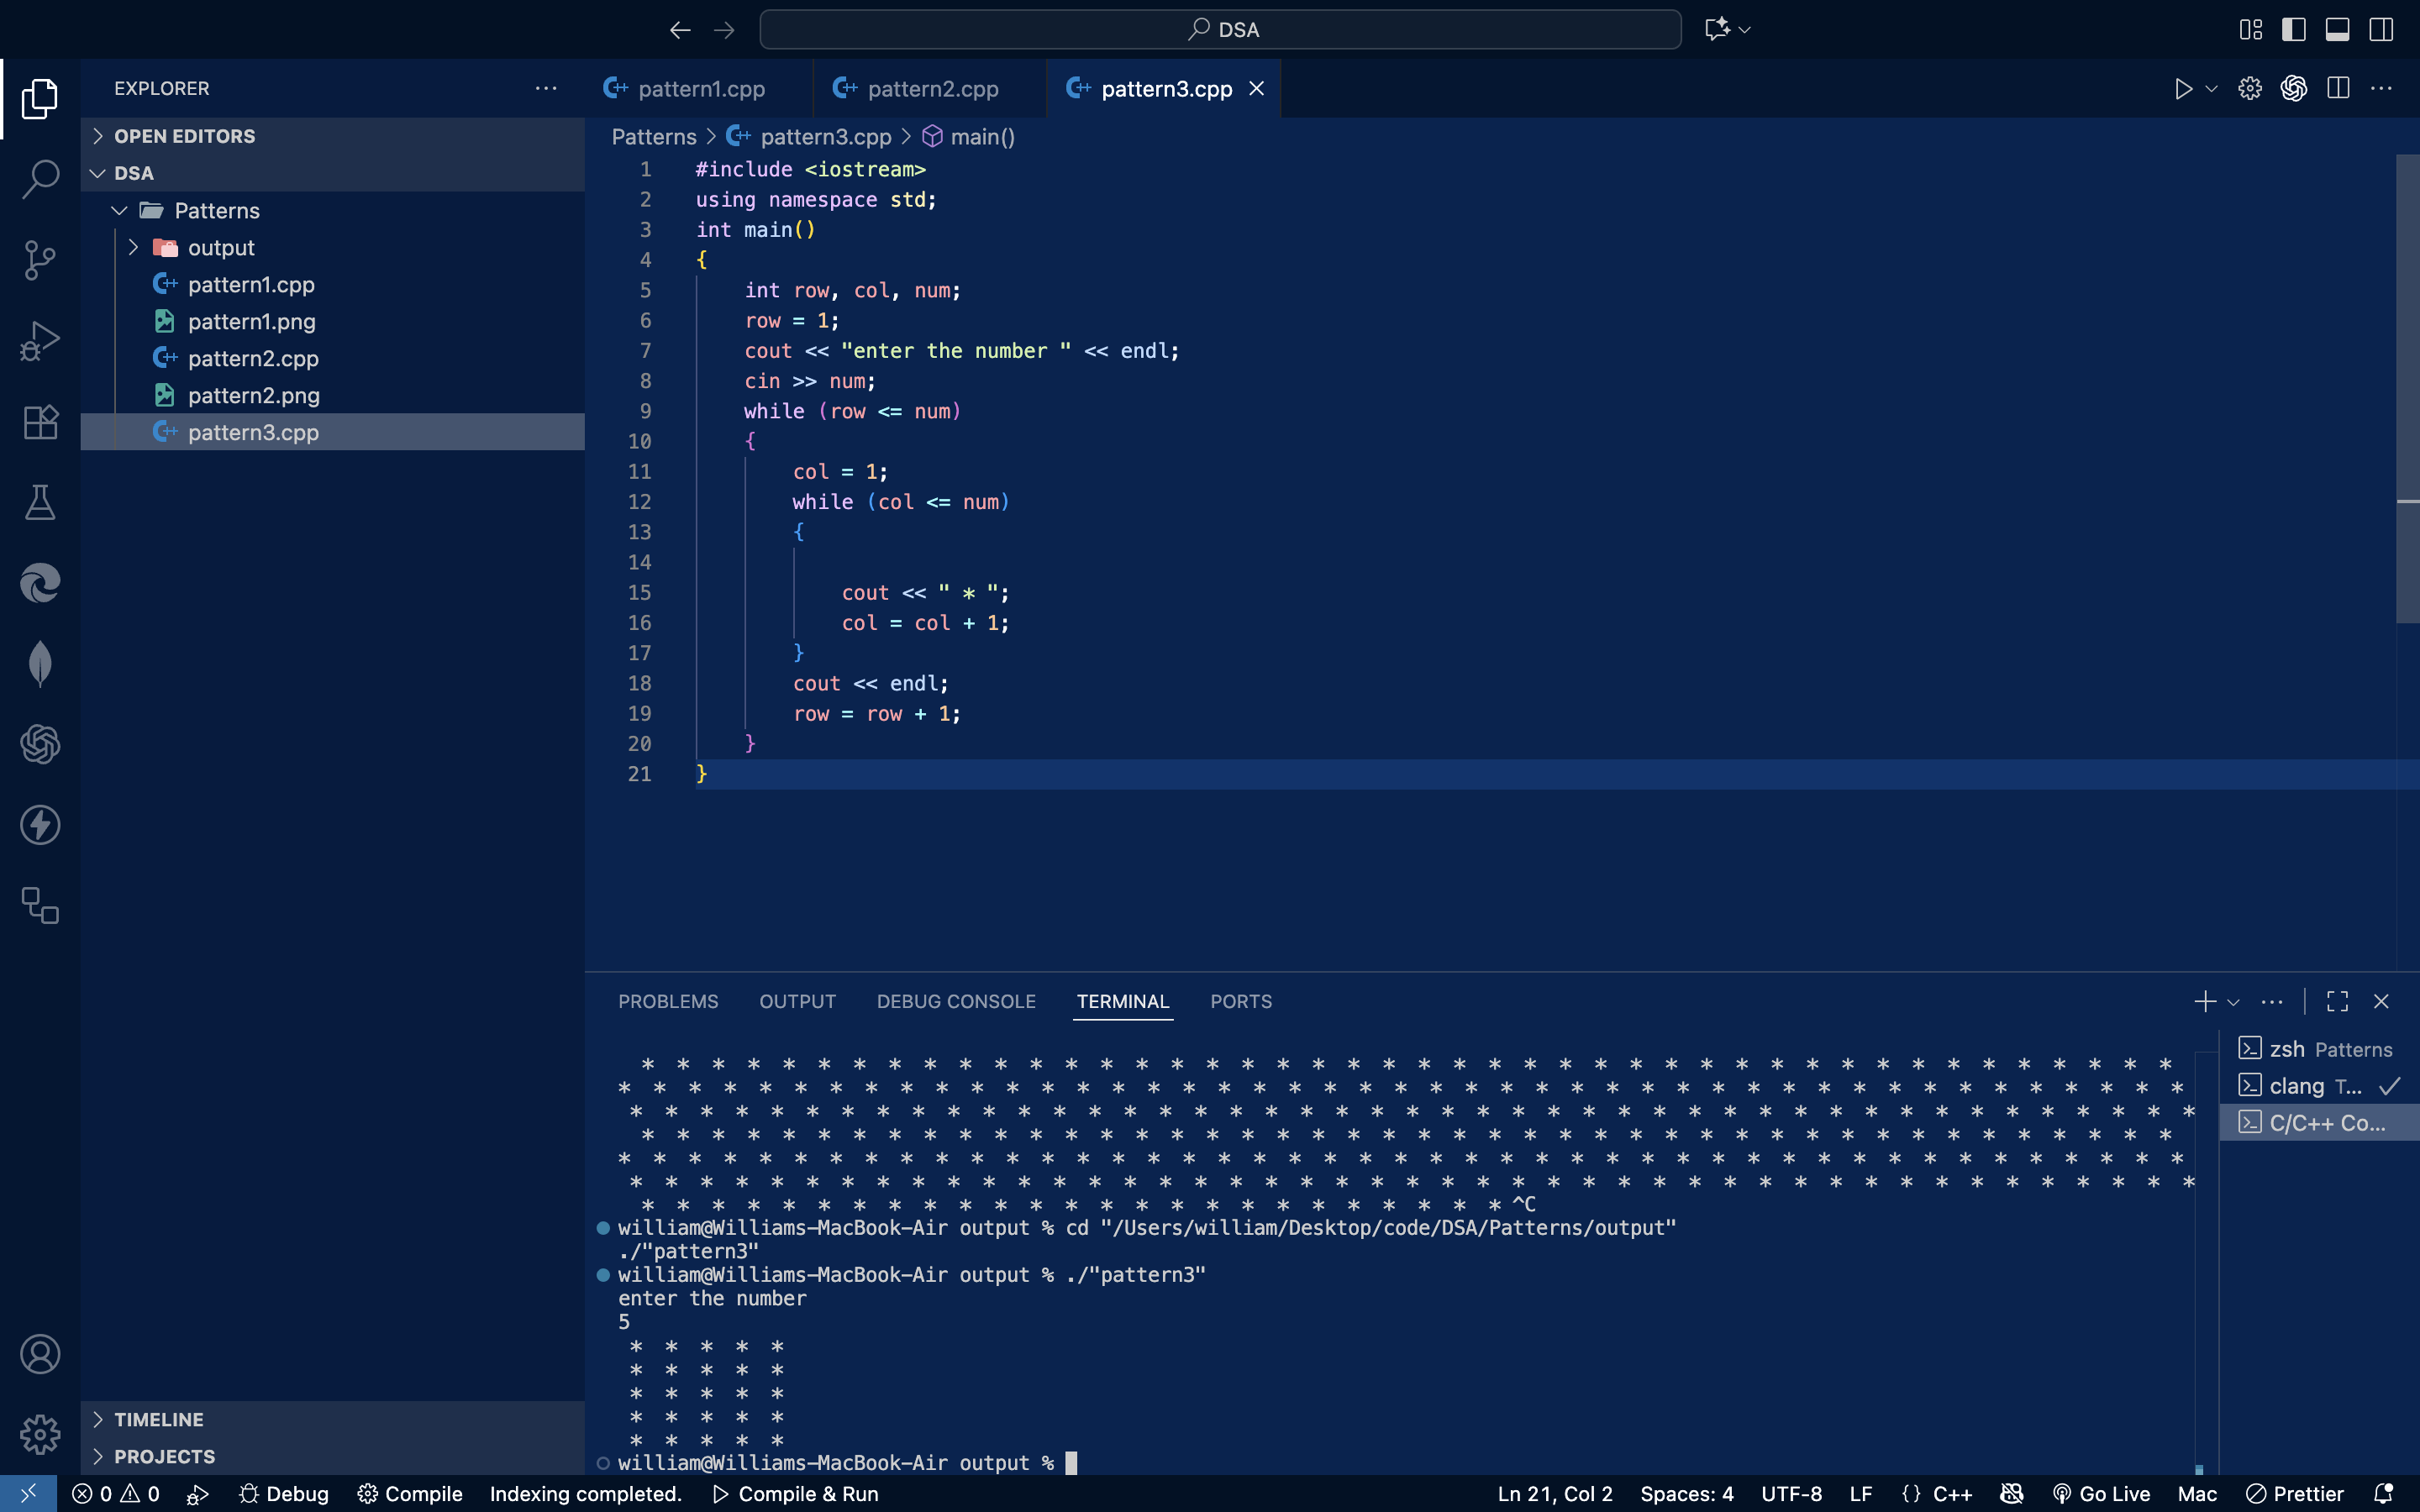 DSA
EXPLORER
OPEN EDITORS
DSA
Patterns
output
pattern1.cpp
pattern1.png
pattern2.cpp
pattern2.png
pattern3.cpp
TIMELINE
PROJECTS
pattern1.cpp pattern2.cpp pattern3.cpp
Patterns > pattern3.cpp > main()
1 #include <iostream>
2 using namespace std;
3 int main()
4 {
5 int row, col, num;
6 row = 1;
7 cout << "enter the number " << endl;
8 cin >> num;
9 while (row <= num)
10 {
11 col = 1;
12 while (col <= num)
13 {
14
15 cout << " * ";
16 col = col + 1;
17 }
18 cout << endl;
19 row = row + 1;
20 }
21 }
PROBLEMS OUTPUT DEBUG CONSOLE TERMINAL PORTS
* * * * * * * * * * * * * * * * * * * * * * * * * * * * * * * * * * * * * * * * * * * *
* * * * * * * * * * * * * * * * * * * * * * * * * * * * * * * * * * * * * * * * * * * * *
* * * * * * * * * * * * * * * * * * * * * * * * * * * * * * * * * * * * * * * * * * * * *
* * * * * * * * * * * * * * * * * * * * * * * * * * * * * * * * * * * * * * * * * * * *
* * * * * * * * * * * * * * * * * * * * * * * * * * * * * * * * * * * * * * * * * * * * *
* * * * * * * * * * * * * * * * * * * * * * * * * * * * * * * * * * * * * * * * * * * * *
* * * * * * * * * * * * * * * * * * * * * * * * * ^C
william@Williams-MacBook-Air output % cd "/Users/william/Desktop/code/DSA/Patterns/output"
./"pattern3"
william@Williams-MacBook-Air output % ./"pattern3"
enter the number
5
* * * * *
* * * * *
* * * * *
* * * * *
* * * * *
william@Williams-MacBook-Air output %
zsh Patterns
clang T...
C/C++ Co...
0 0 Debug Compile Indexing completed. Compile & Run Ln 21, Col 2 Spaces: 4 UTF-8 LF {} C++ Mac Go Live Prettier